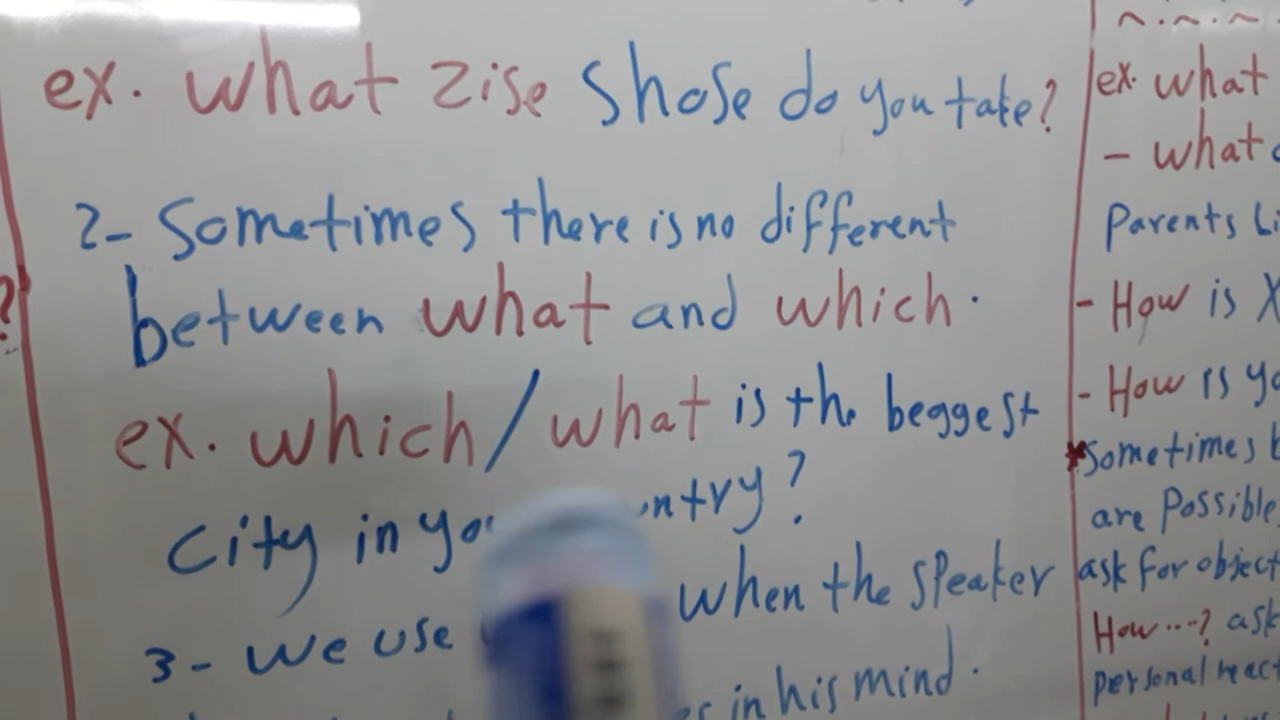 ex. what zise shose do you take?
2- Sometimes there is no different
between what and which.
ex. which/what is the beggest
city in
3- we use when the speaker
in his mind.
?
ex. what
- what
Parents
- How is
- How is
*Sometimes
are Possible
ask for object
How ...? ask
personal